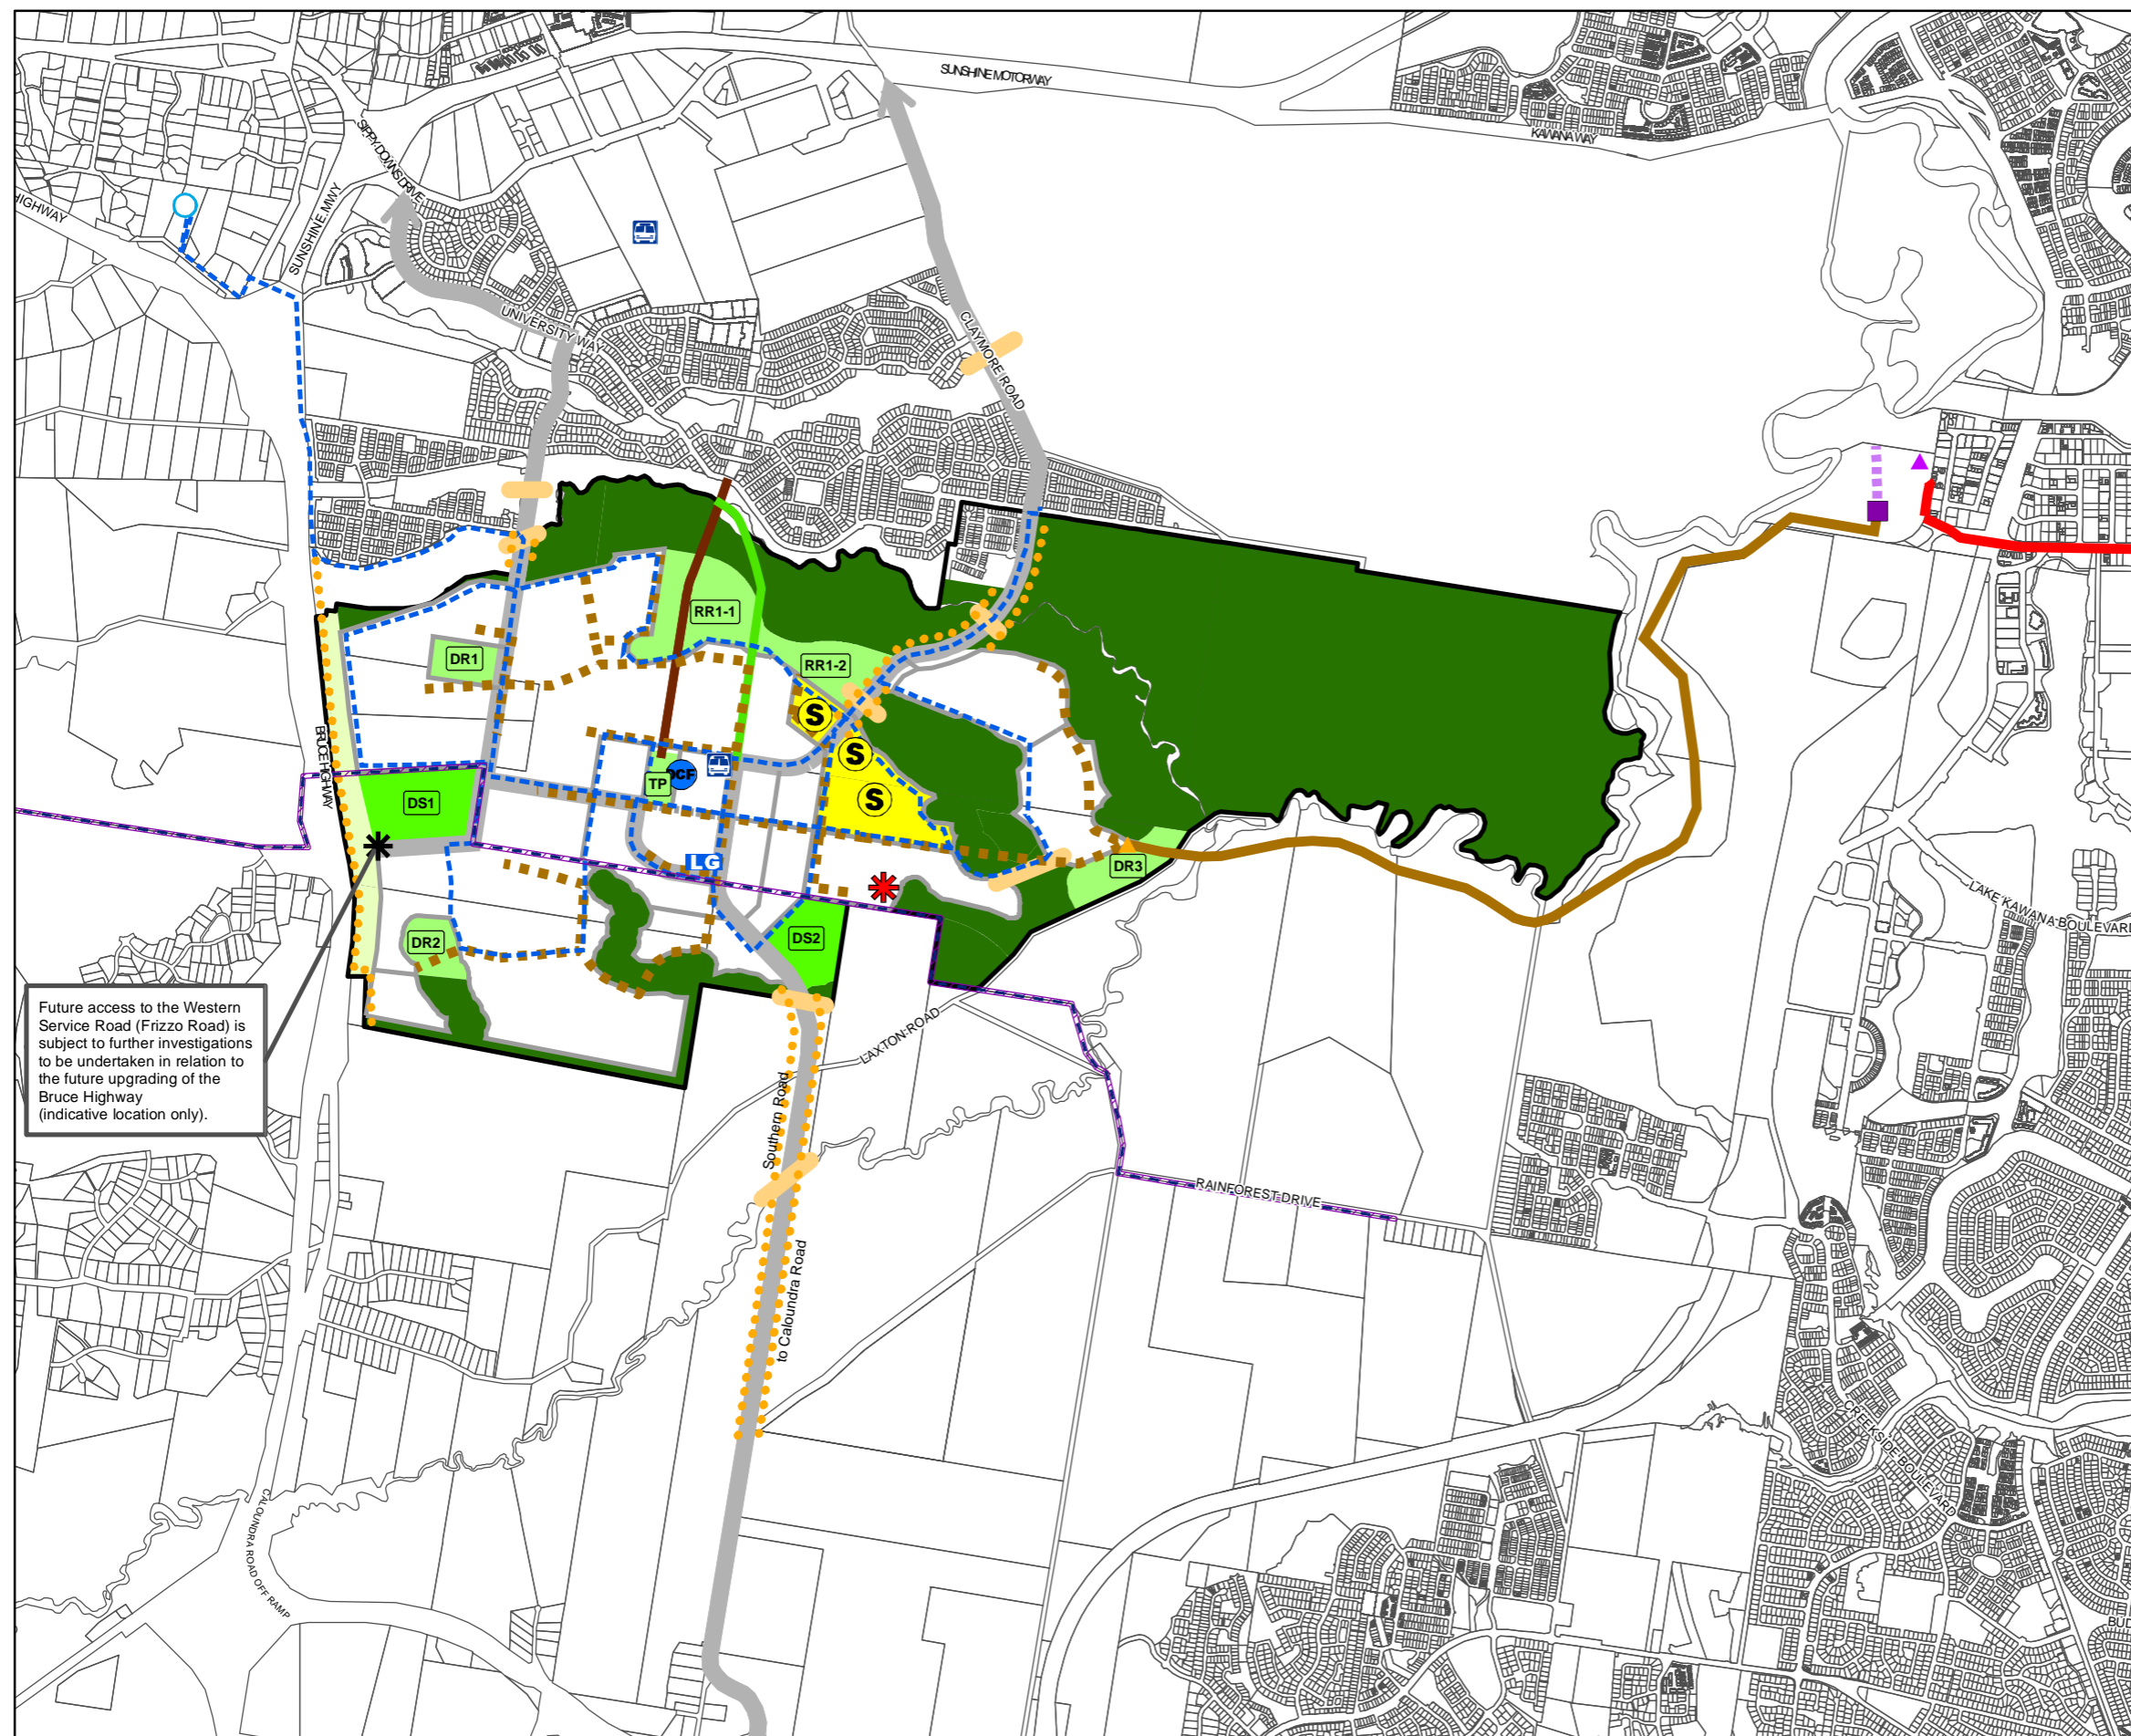 SUNSHINE MOTORWAY
KAWANA WAY
SIPPY DOWNS DRIVE
HIGHWAY
SUNSHINE MWY
UNIVERSITY WAY
CLAYMORE ROAD
RR1-1
RR1-2
DR1
S
S
S
BRUCE HIGHWAY
TP
DCF
DS1
LG
DR3
DR2
DS2
LAKE KAWANA BOULEVARD
Future access to the Western
Service Road (Frizzo Road) is
subject to further investigations
to be undertaken in relation to
the future upgrading of the
Bruce Highway
(indicative location only).
LAXTON ROAD
Southern Road
RAINFOREST DRIVE
to Caloundra Road
CREEKSIDE BOULEVARD
CALOUNDRA ROAD OFF RAMP